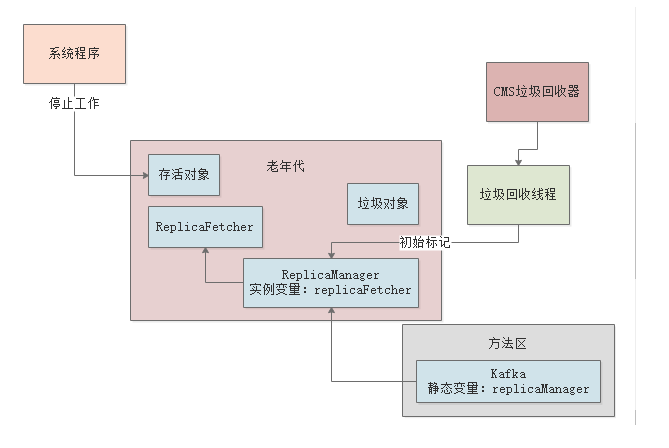 系统程序
停止工作
CMS垃圾回收器
老年代
存活对象
垃圾对象
垃圾回收线程
ReplicaFetcher
初始标记
ReplicaManager
实例变量：replicaFetcher
方法区
Kafka
静态变量：replicaManager